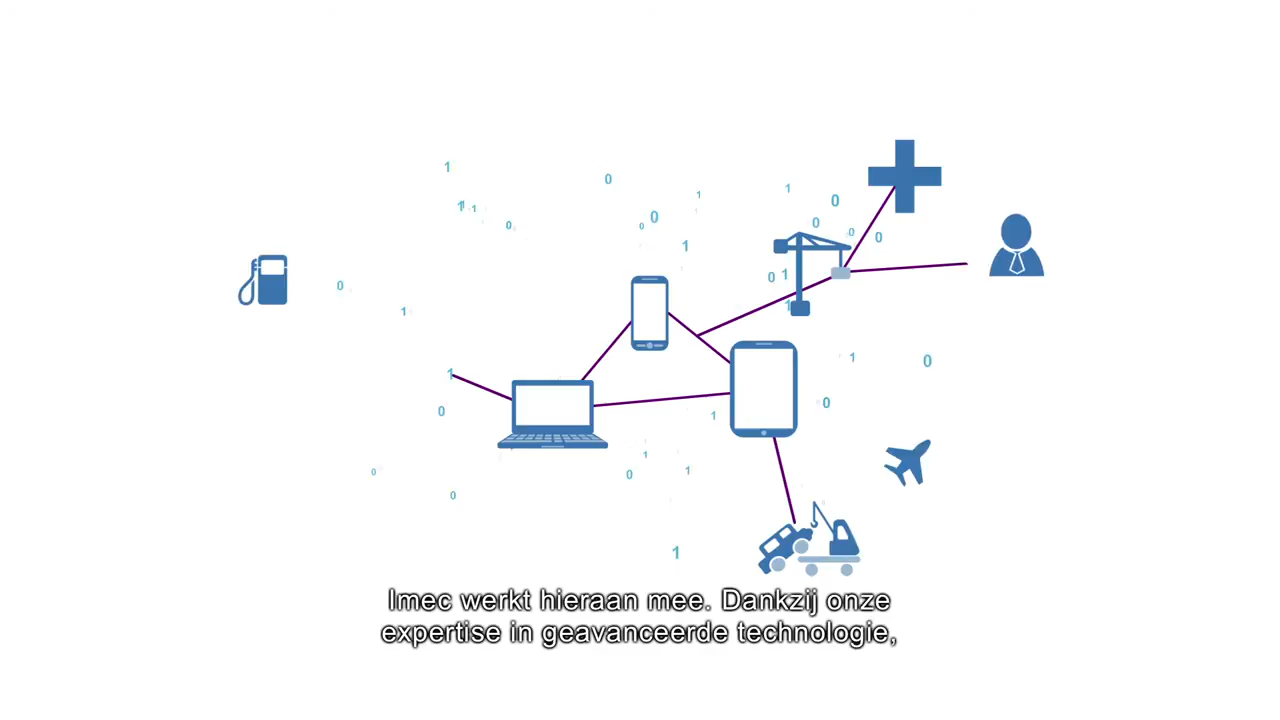 Imec werkt hieraan mee. Dankzij onze
expertise in geavanceerde technologie,